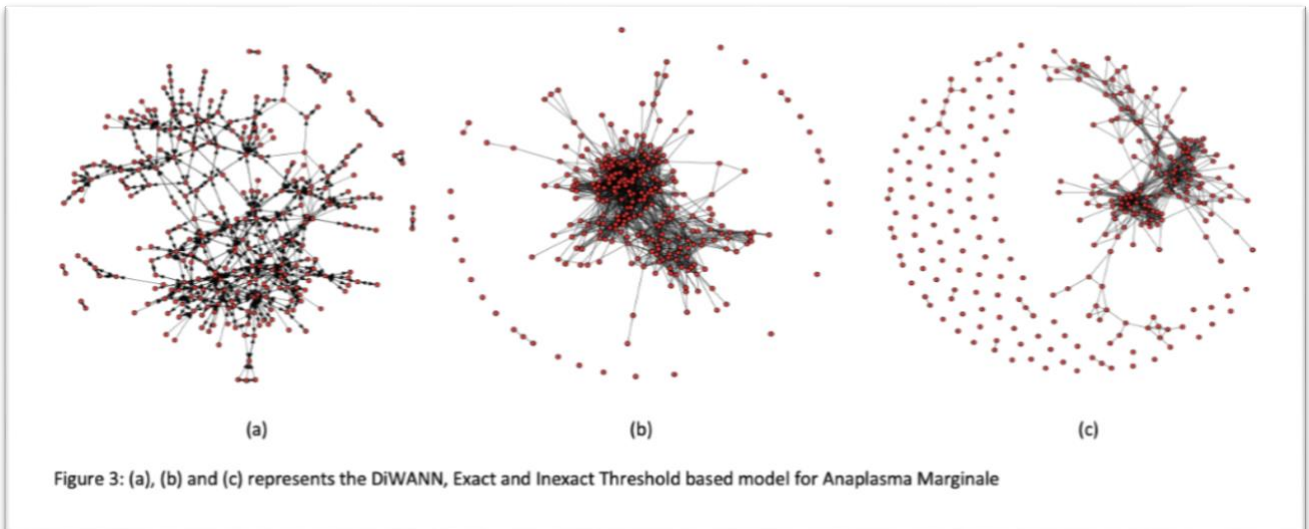 (a)
(b)
(c)
Figure 3: (a), (b) and (c) represents the DiWANN, Exact and Inexact Threshold based model for Anaplasma Marginale